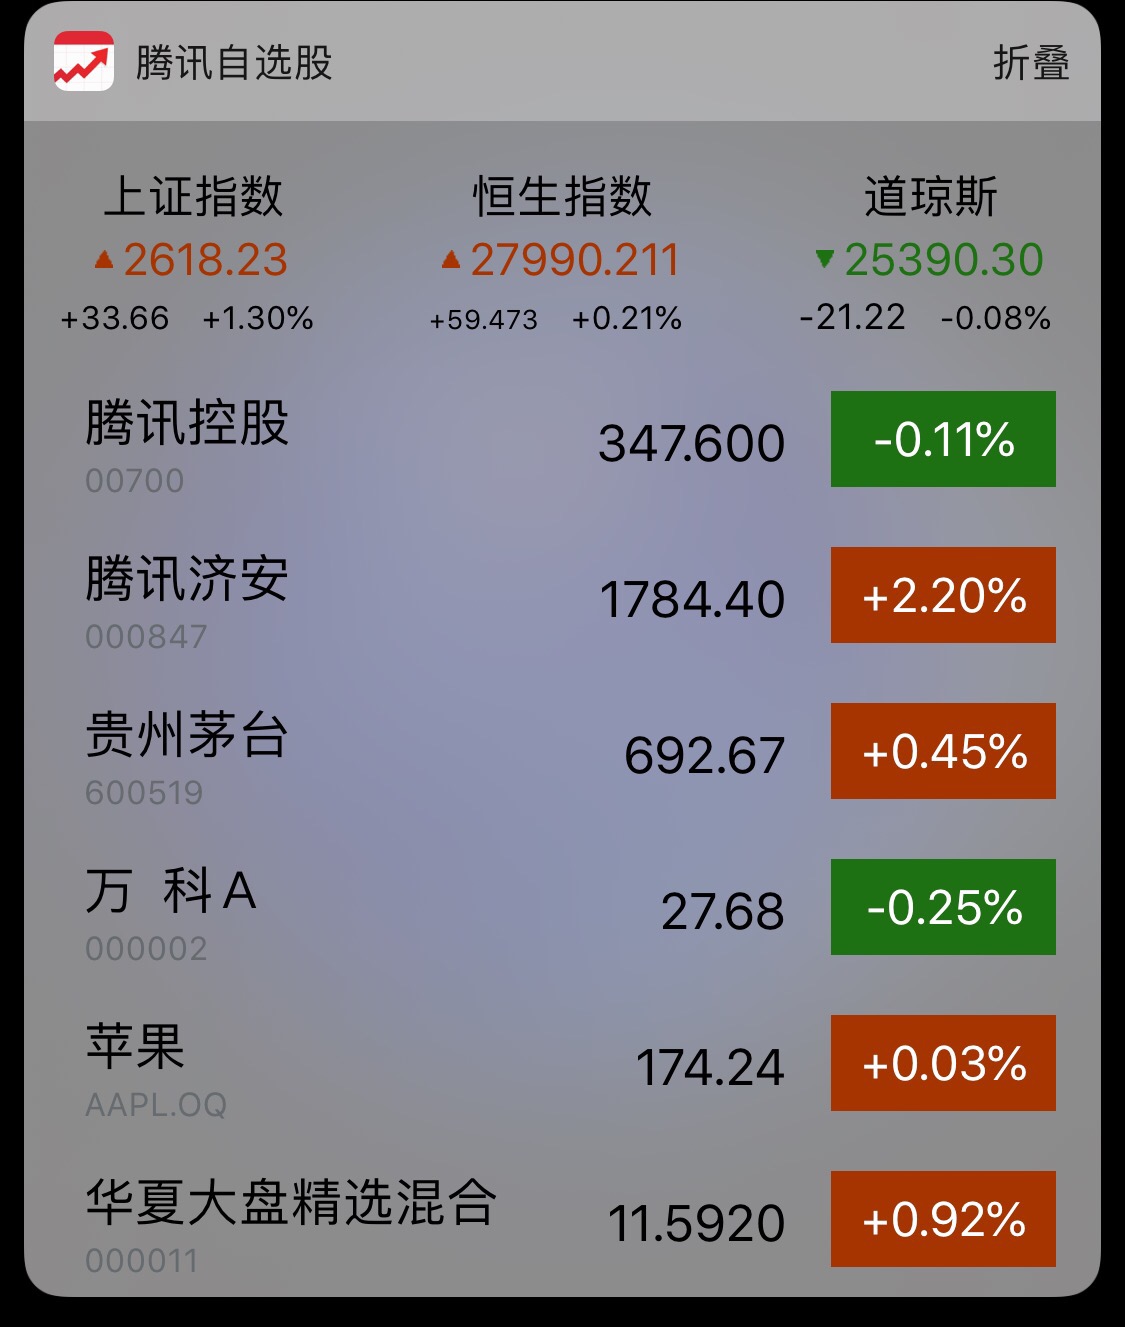 腾讯自选股 折叠
上证指数 恒生指数 道琼斯
▲2618.23 ▲27990.211 ▼25390.30
+33.66 +1.30% +59.473 +0.21% -21.22 -0.08%
腾讯控股 347.600 -0.11%
00700
腾讯济安 1784.40 +2.20%
000847
贵州茅台 692.67 +0.45%
600519
万 科A 27.68 -0.25%
000002
苹果 174.24 +0.03%
AAPL.OQ
华夏大盘精选混合 11.5920 +0.92%
000011